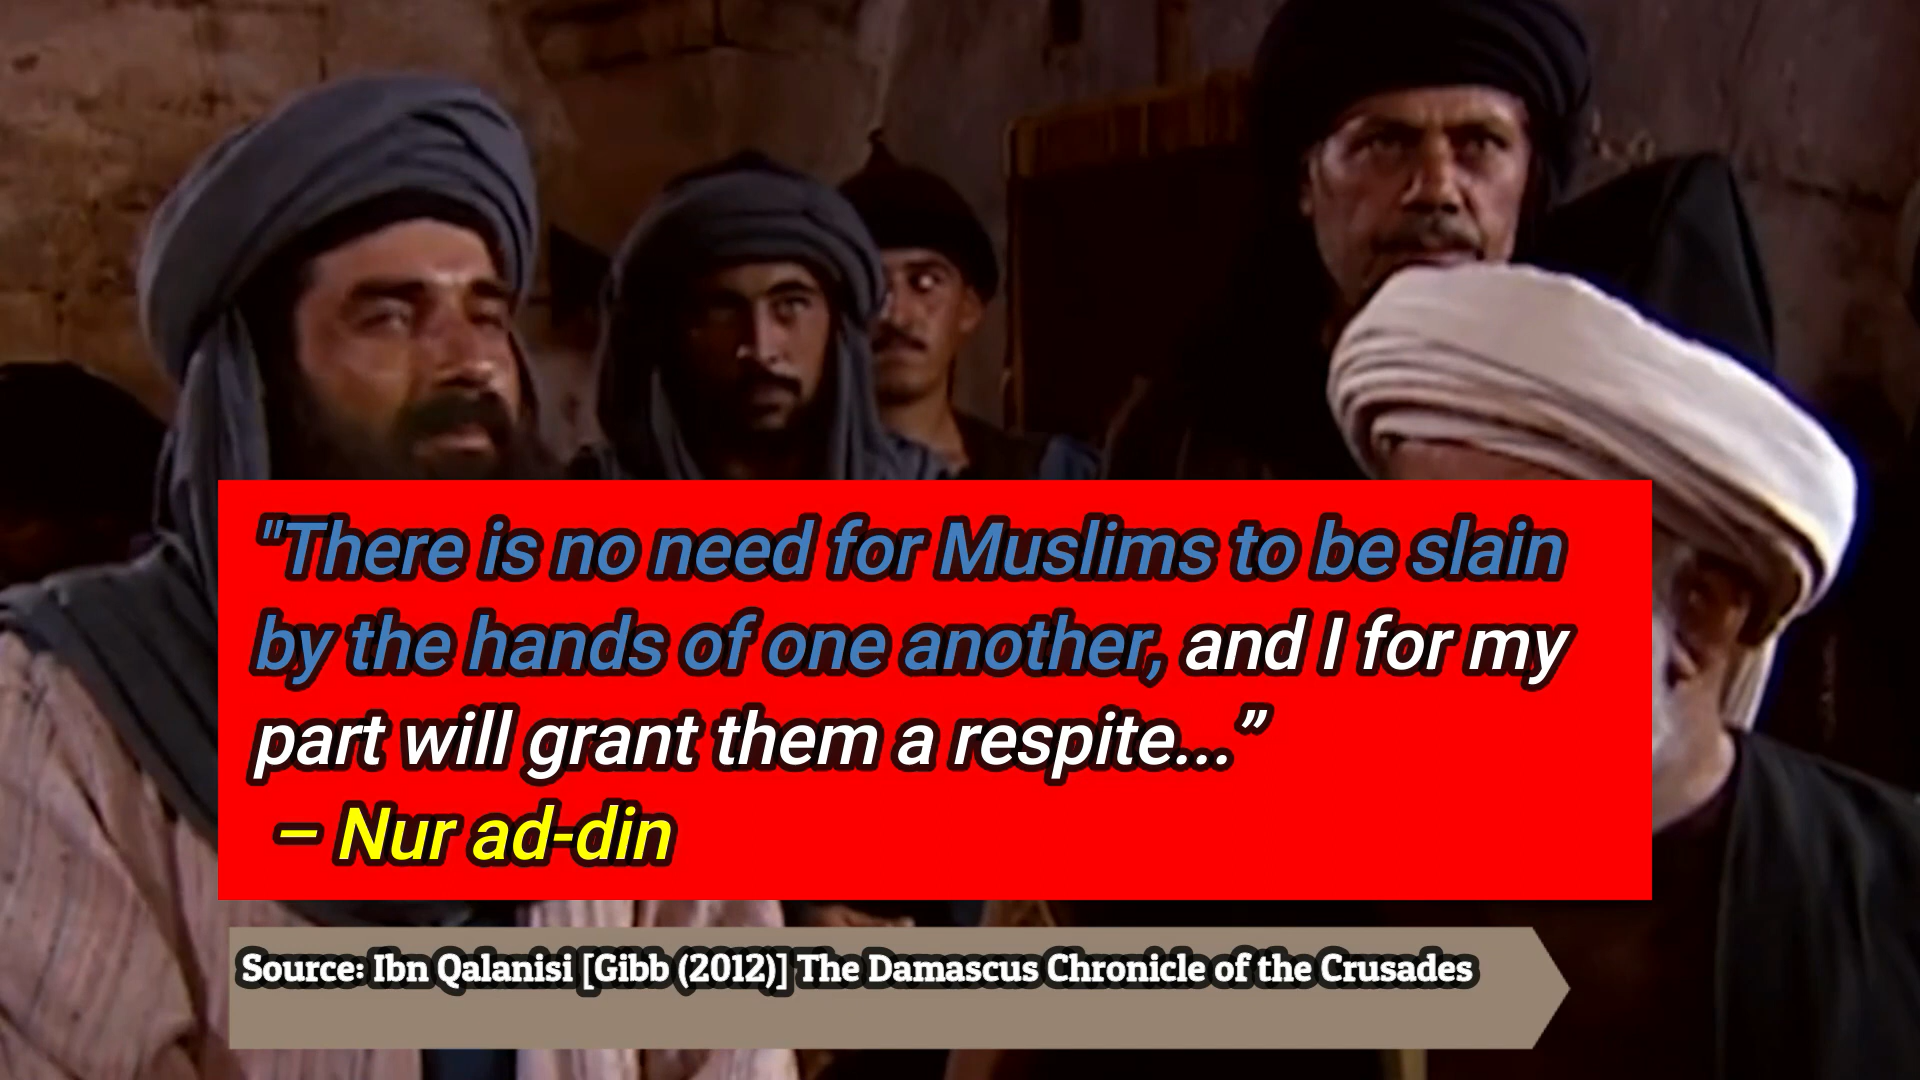 "There is no need for Muslims to be slain
by the hands of one another, and I for my
part will grant them a respite...”
– Nur ad-din
Source: Ibn Qalanisi [Gibb (2012)] The Damascus Chronicle of the Crusades